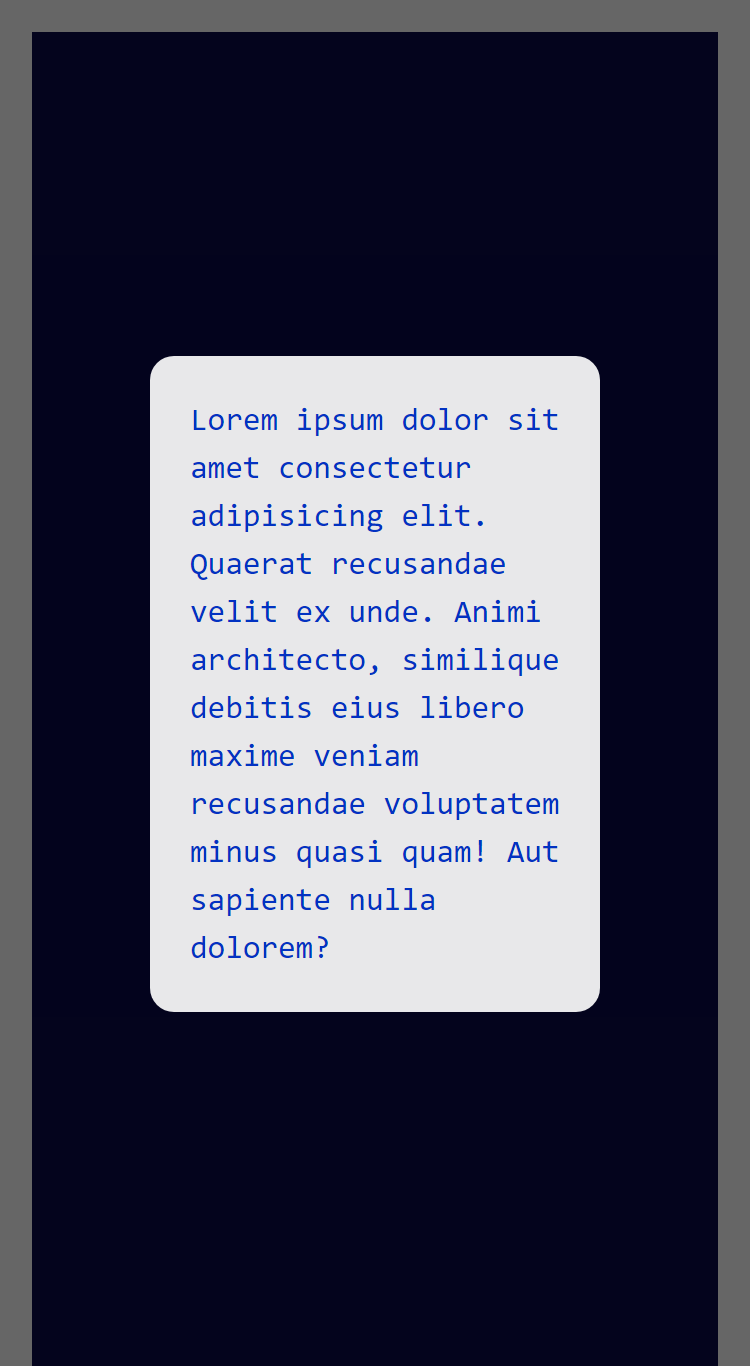 Lorem ipsum dolor sit
amet consectetur
adipisicing elit.
Quaerat recusandae
velit ex unde. Animi
architecto, similique
debitis eius libero
maxime veniam
recusandae voluptatem
minus quasi quam! Aut
sapiente nulla
dolorem?